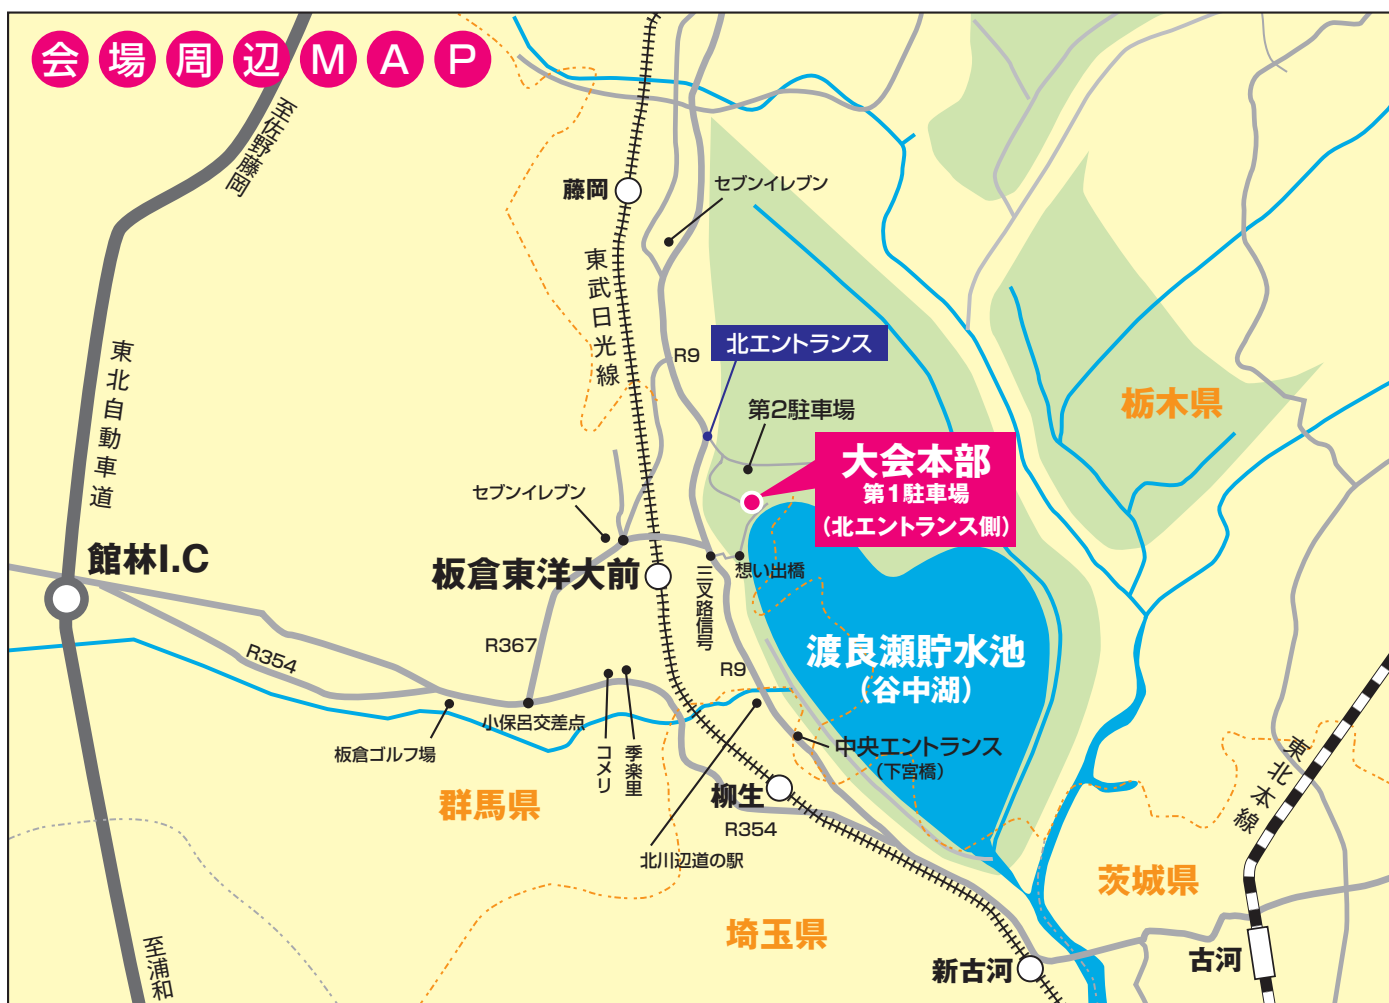 会場周辺MAP
至佐野藤岡
藤岡
セブンイレブン
東武日光線
東北自動車道
R9
北エントランス
第2駐車場
栃木県
大会本部
第1駐車場
(北エントランス側)
セブンイレブン
館林I.C
板倉東洋大前
三叉路信号
想い出橋
R367
R354
R9
渡良瀬貯水池
(谷中湖)
小保呂交差点
板倉ゴルフ場
コメリ
季楽里
中央エントランス
(下宮橋)
東北本線
群馬県
柳生
R354
北川辺道の駅
茨城県
埼玉県
至浦和
新古河
古河